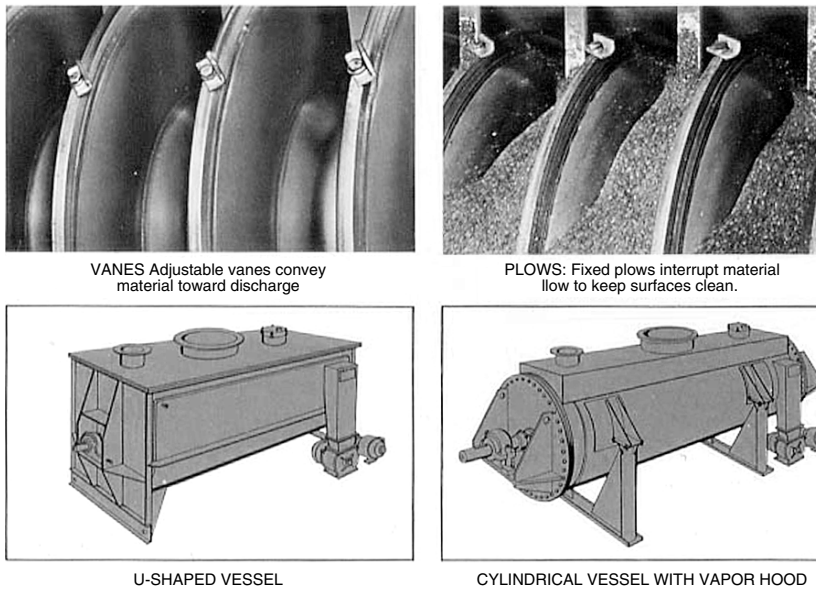 VANES Adjustable vanes convey
material toward discharge
PLOWS: Fixed plows interrupt material
llow to keep surfaces clean.
U-SHAPED VESSEL
CYLINDRICAL VESSEL WITH VAPOR HOOD